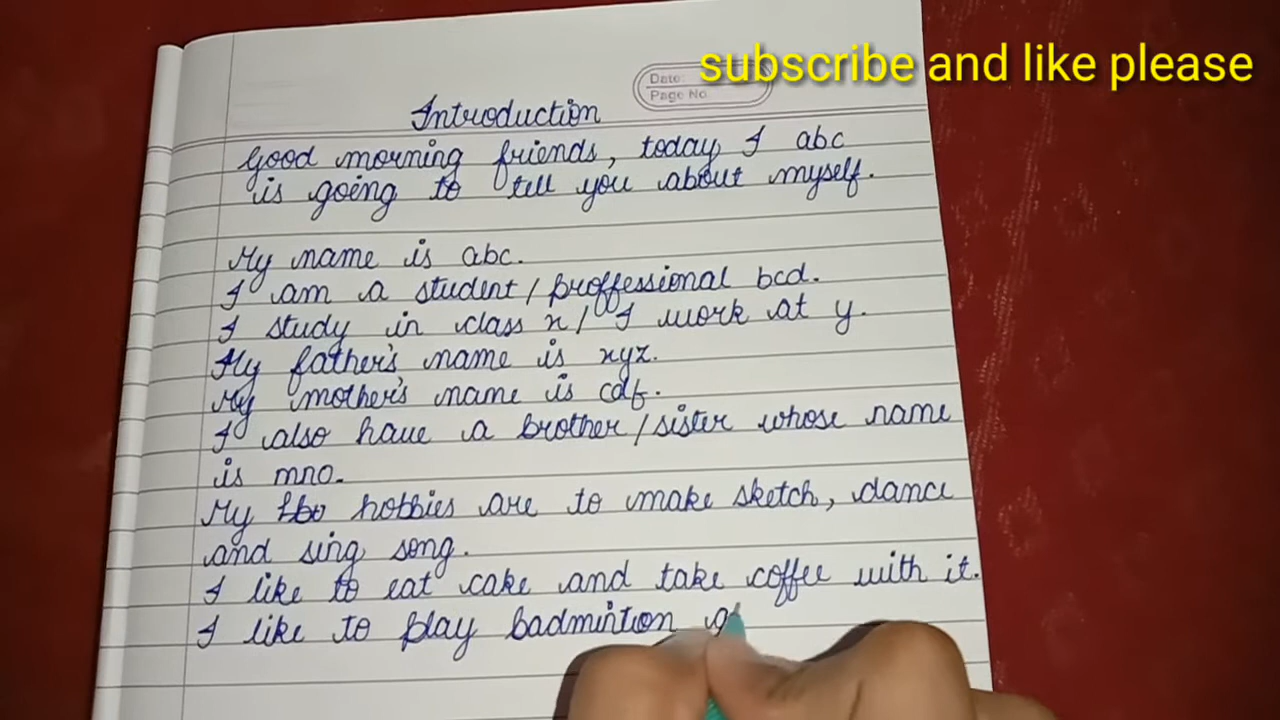 subscribe and like please
Date:
Page No
Introduction
Good morning friends, today I abc
is going to tell you about myself.
My name is abc.
I am a student/proffessional bcd.
I study in class x/ I work at y.
My father's name is xyz.
My mother's name is cdf.
I also have a brother/sister whose name
is mno.
My hobbies are to make sketch, dance
and sing song.
I like to eat cake and take coffee with it.
I like to play badmintion